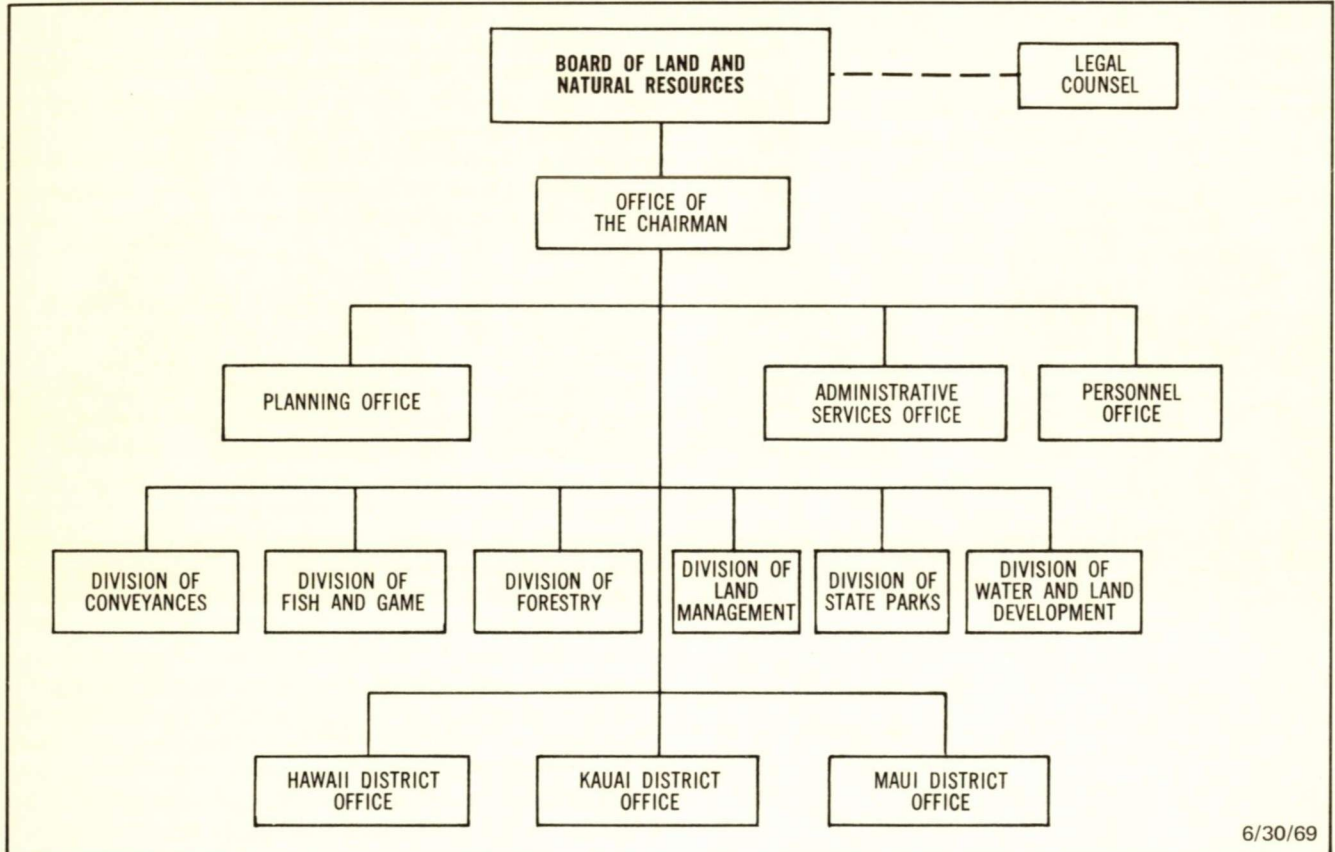 BOARD OF LAND AND
NATURAL RESOURCES
LEGAL
COUNSEL
OFFICE OF
THE CHAIRMAN
PLANNING OFFICE
ADMINISTRATIVE
SERVICES OFFICE
PERSONNEL
OFFICE
DIVISION OF
CONVEYANCES
DIVISION OF
FISH AND GAME
DIVISION OF
FORESTRY
DIVISION OF
LAND
MANAGEMENT
DIVISION OF
STATE PARKS
DIVISION OF
WATER AND LAND
DEVELOPMENT
HAWAII DISTRICT
OFFICE
KAUAI DISTRICT
OFFICE
MAUI DISTRICT
OFFICE
6/30/69